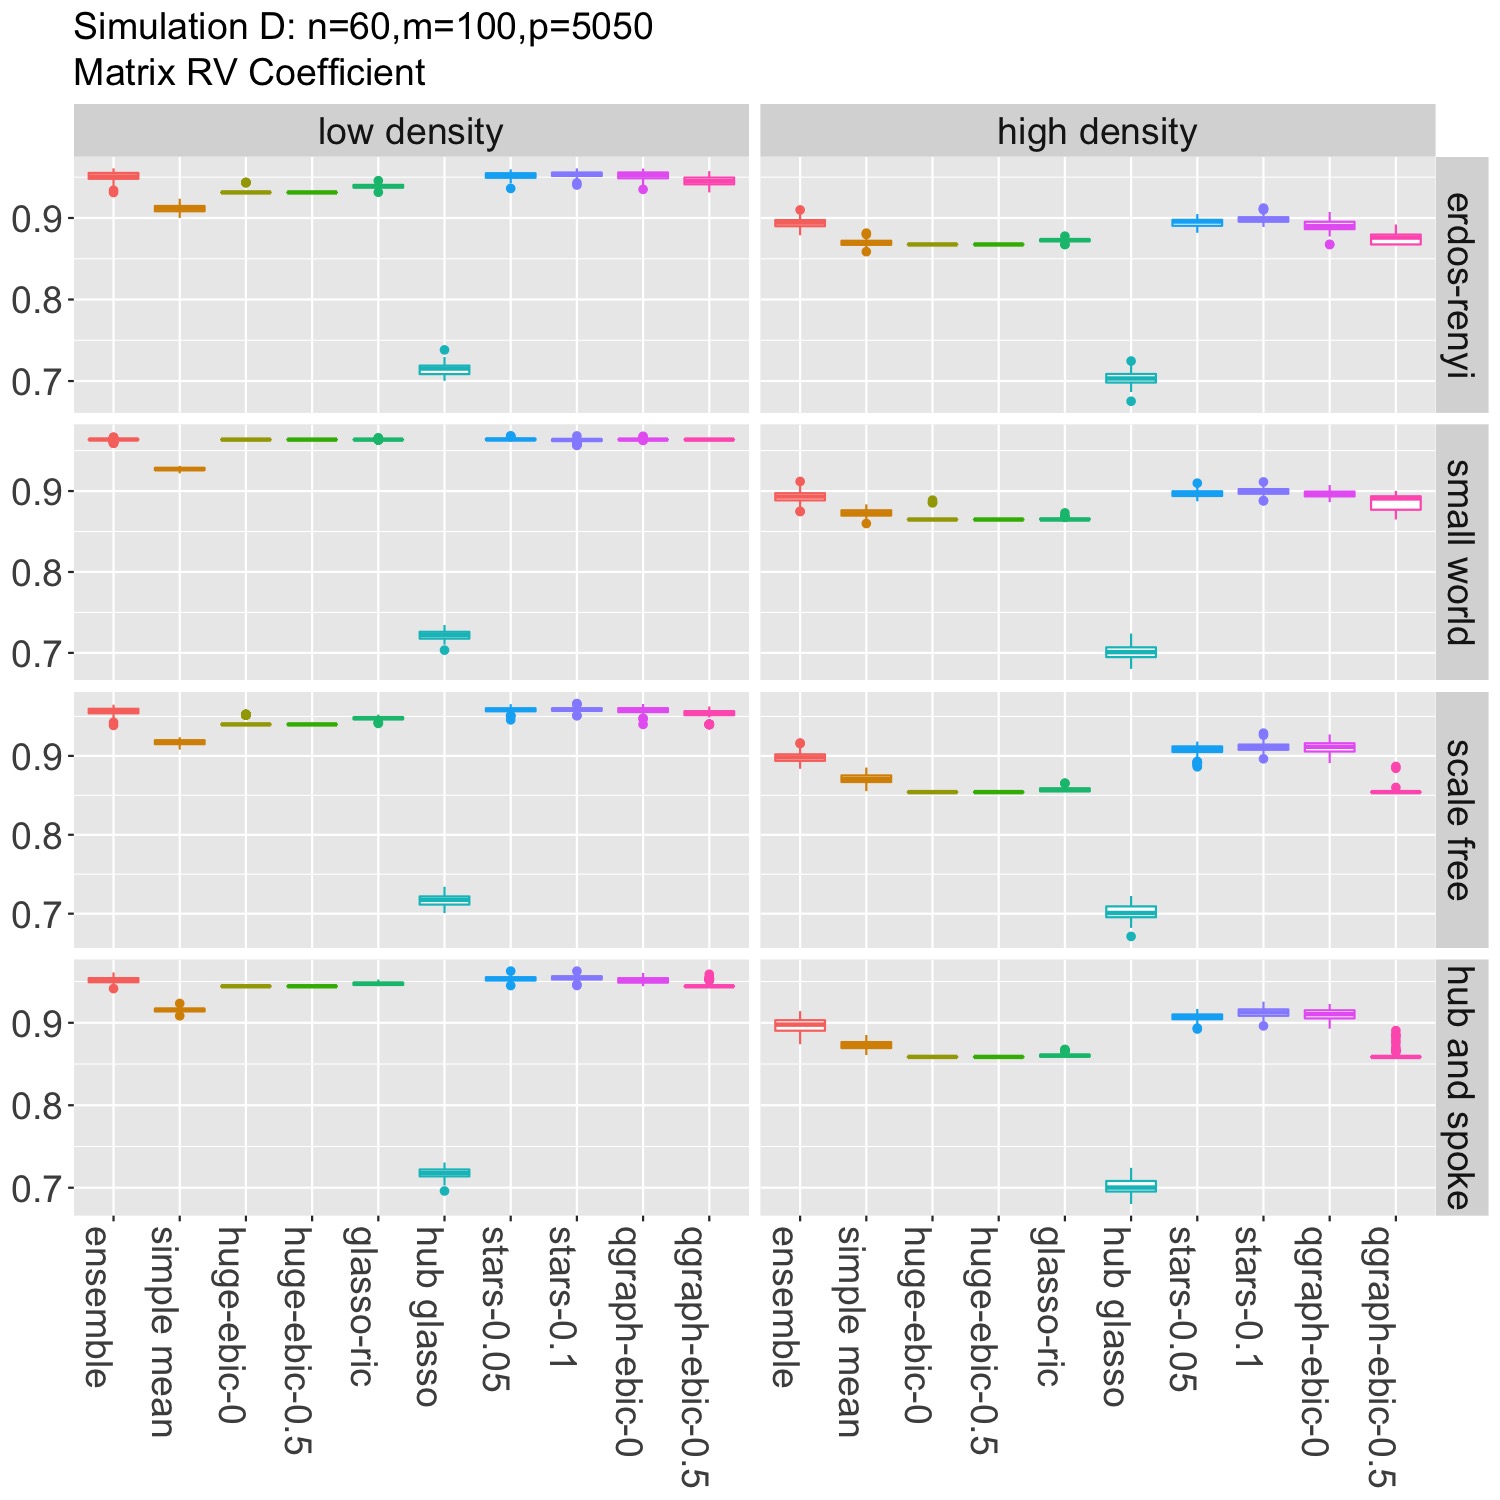 Simulation D: n=60,m=100,p=5050
Matrix RV Coefficient
low density
high density
0.9
0.8
0.7
erdos-renyi
0.9
0.8
0.7
small world
0.9
0.8
0.7
scale free
0.9
0.8
0.7
hub and spoke
ensemble
simple mean
huge-ebic-0
huge-ebic-0.5
glasso-ric
hub glasso
stars-0.05
stars-0.1
qgraph-ebic-0
qgraph-ebic-0.5
ensemble
simple mean
huge-ebic-0
huge-ebic-0.5
glasso-ric
hub glasso
stars-0.05
stars-0.1
qgraph-ebic-0
qgraph-ebic-0.5